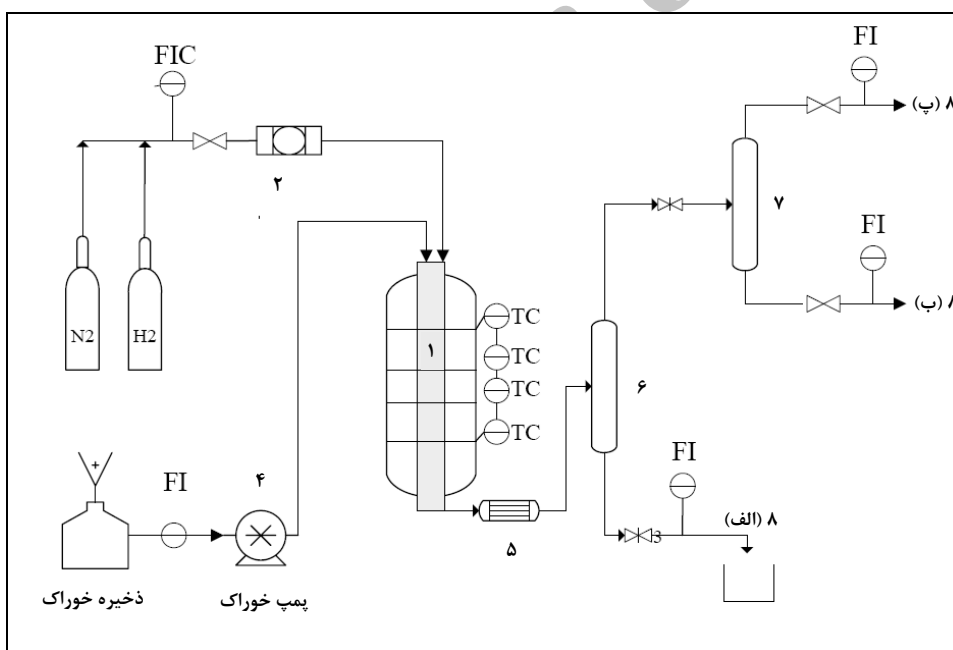 FIC
FI
۸ (پ)
۲
۷
N2
H2
FI
۸ (ب)
TC
۱
TC
TC
۶
TC
FI
FI
۴
۸ (الف)
3
۵
ذخیره خوراک
پمپ خوراک